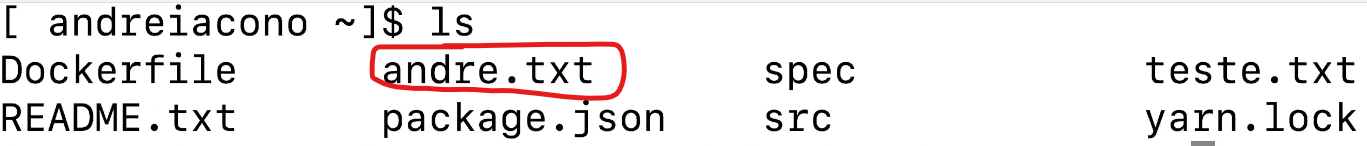 [ andreiacono ~]$ ls
Dockerfile andre.txt spec teste.txt
README.txt package.json src yarn.lock